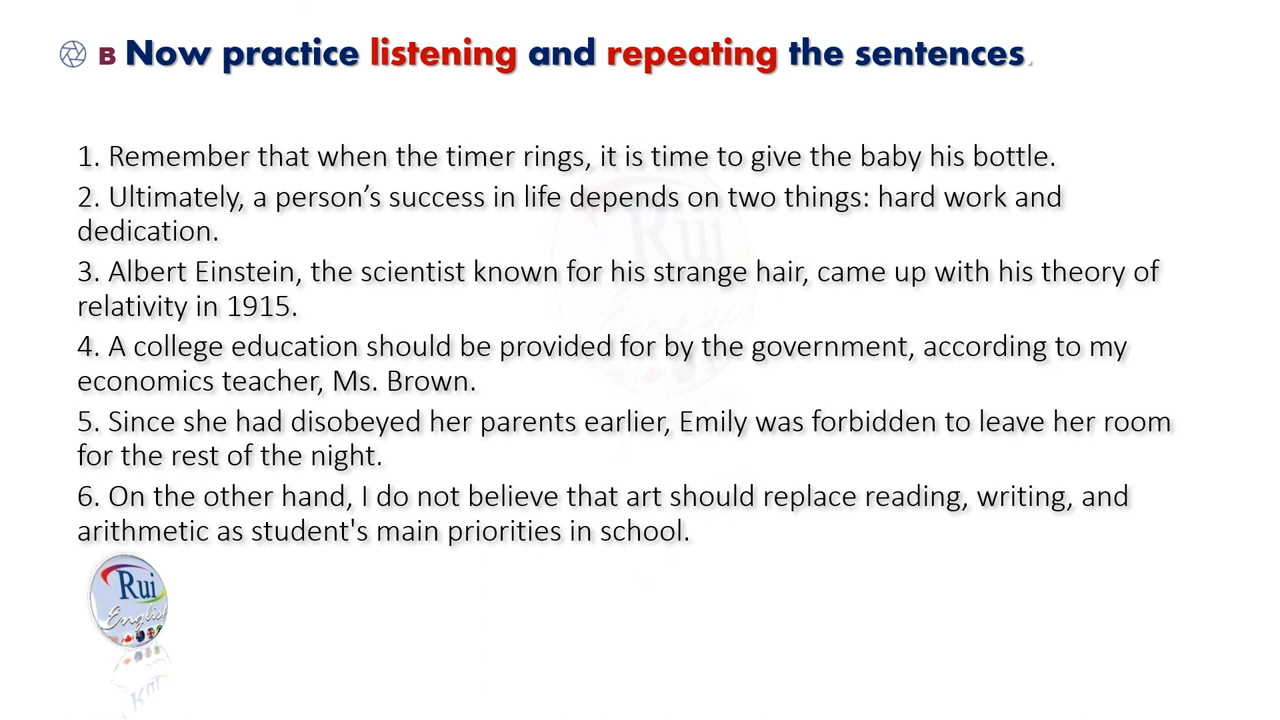 B Now practice listening and repeating the sentences.
1. Remember that when the timer rings, it is time to give the baby his bottle.
2. Ultimately, a person’s success in life depends on two things: hard work and
dedication.
3. Albert Einstein, the scientist known for his strange hair, came up with his theory of
relativity in 1915.
4. A college education should be provided for by the government, according to my
economics teacher, Ms. Brown.
5. Since she had disobeyed her parents earlier, Emily was forbidden to leave her room
for the rest of the night.
6. On the other hand, I do not believe that art should replace reading, writing, and
arithmetic as student's main priorities in school.
Rui
English